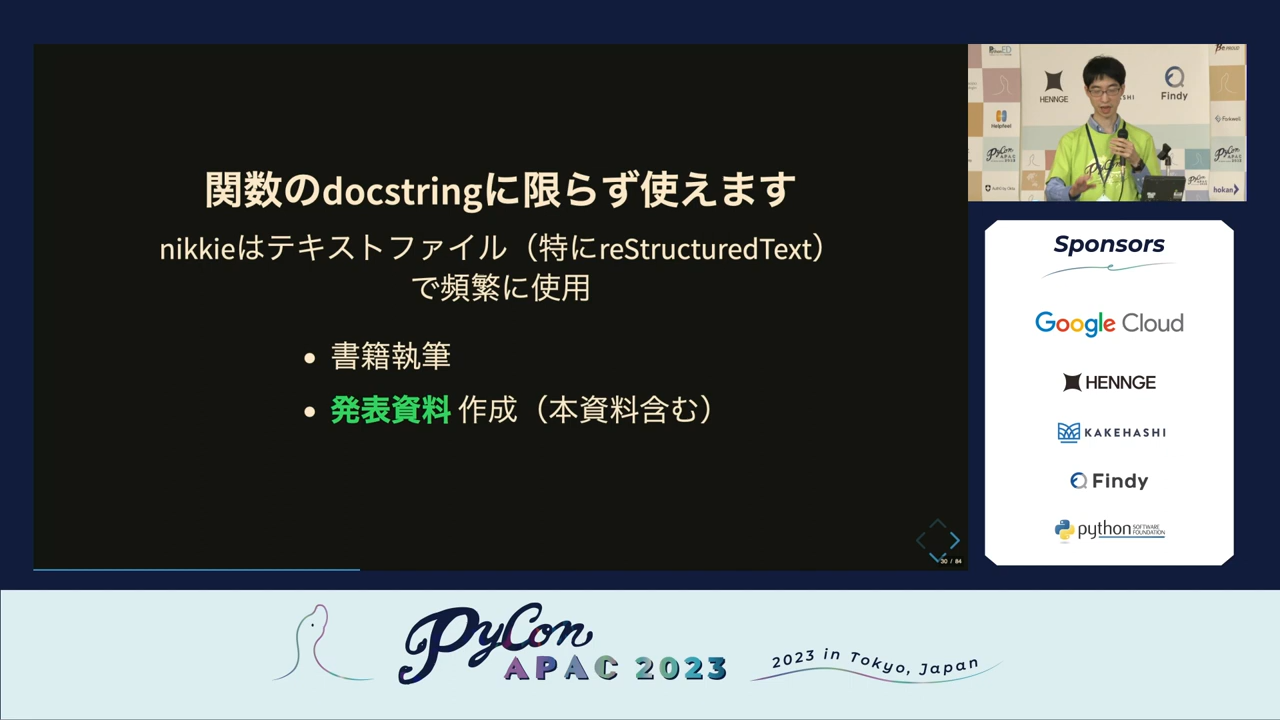 関数のdocstringに限らず使えます
nikkieはテキストファイル（特にreStructuredText）
で頻繁に使用
書籍執筆
発表資料 作成（本資料含む）
30 / 84
HENNGE
Findy
Helpfeel
PyCon
APAC
hokan
Sponsors
Google Cloud
HENNGE
KAKEHASHI
Findy
python SOFTWARE FOUNDATION
PyCon
APAC 2023
2023 in Tokyo, Japan